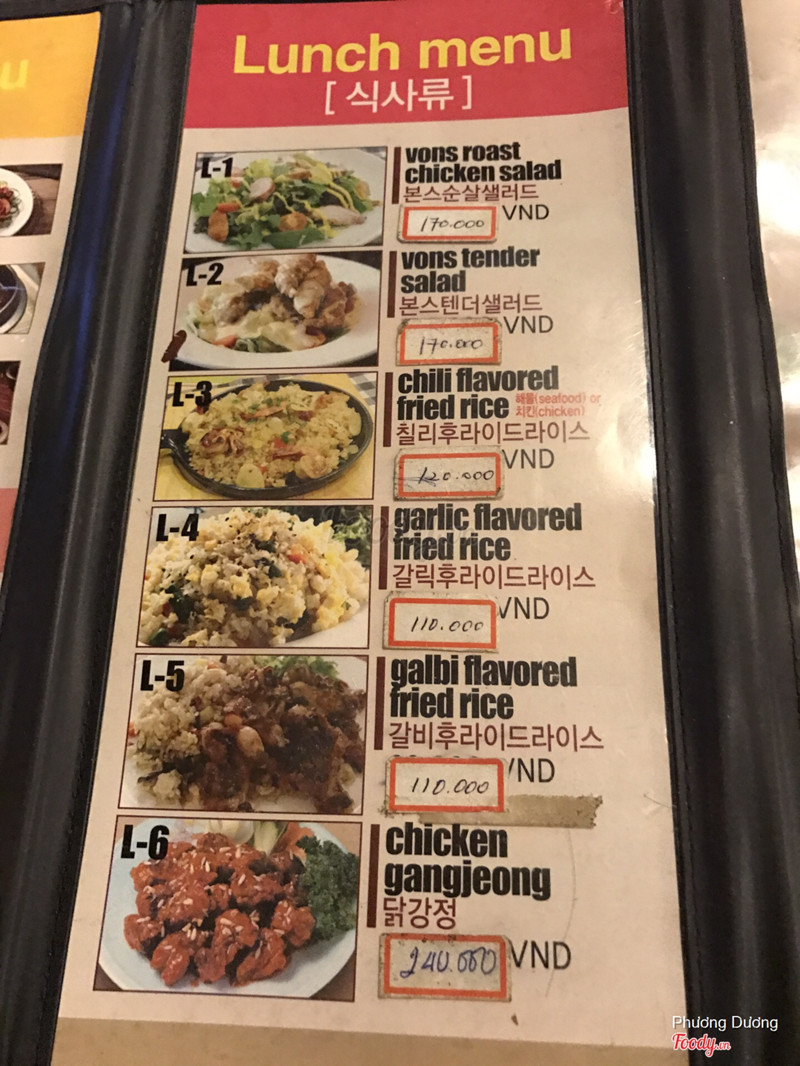 u
Lunch menu
[ 식사류 ]
L-1
vons roast
chicken salad
본스순살샐러드
170.000 VND
L-2
vons tender
salad
본스텐더샐러드
170.000 VND
L-3
chili flavored
fried rice 해물(seafood) or
치킨(chicken)
칠리후라이드라이스
120.000 VND
L-4
garlic flavored
fried rice
갈릭후라이드라이스
110.000 VND
L-5
galbi flavored
fried rice
갈비후라이드라이스
110.000 VND
L-6
chicken
gangjeong
닭강정
240.000 VND
Phương Dương
Foody.vn